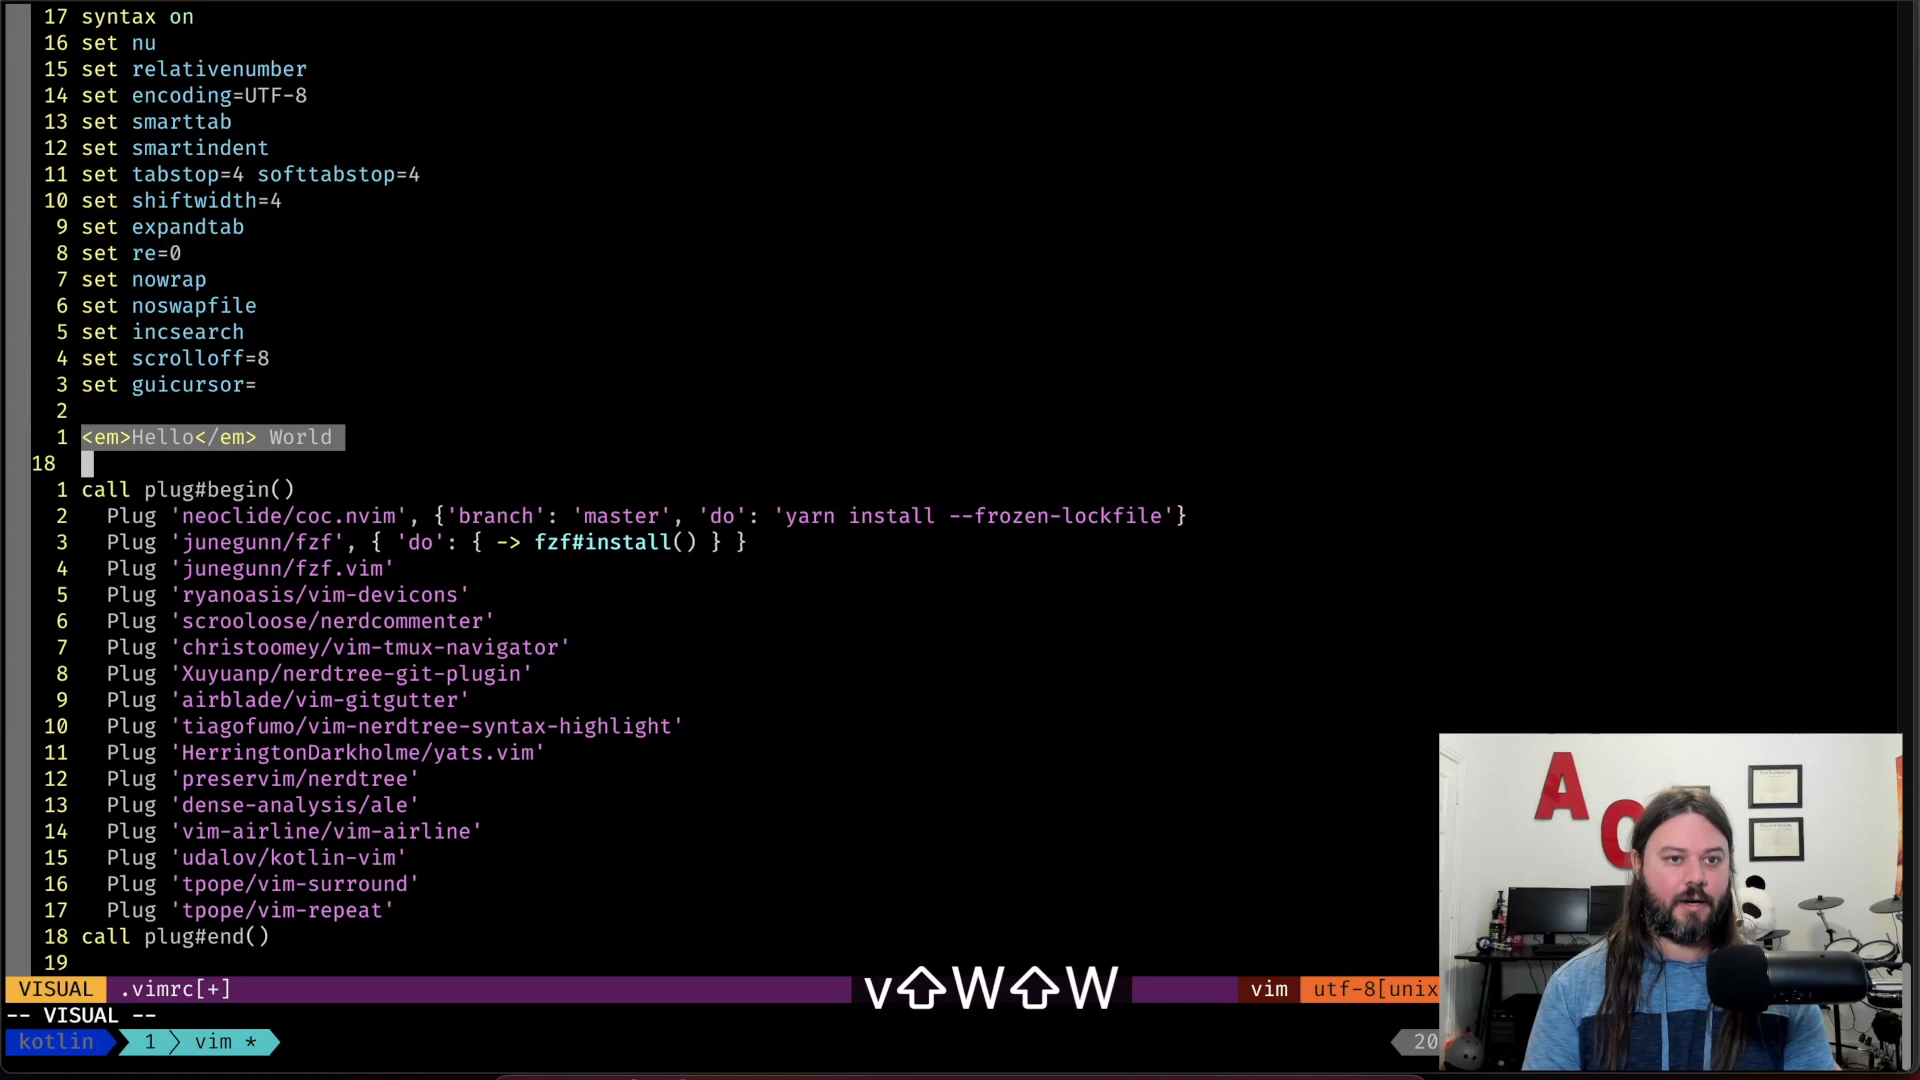 17 syntax on
16 set nu
15 set relativenumber
14 set encoding=UTF-8
13 set smarttab
12 set smartindent
11 set tabstop=4 softtabstop=4
10 set shiftwidth=4
9 set expandtab
8 set re=0
7 set nowrap
6 set noswapfile
5 set incsearch
4 set scrolloff=8
3 set guicursor=
2
1 <em>Hello</em> World
18
1 call plug#begin()
2 Plug 'neoclide/coc.nvim', {'branch': 'master', 'do': 'yarn install --frozen-lockfile'}
3 Plug 'junegunn/fzf', { 'do': { -> fzf#install() } }
4 Plug 'junegunn/fzf.vim'
5 Plug 'ryanoasis/vim-devicons'
6 Plug 'scrooloose/nerdcommenter'
7 Plug 'christoomey/vim-tmux-navigator'
8 Plug 'Xuyuanp/nerdtree-git-plugin'
9 Plug 'airblade/vim-gitgutter'
10 Plug 'tiagofumo/vim-nerdtree-syntax-highlight'
11 Plug 'HerringtonDarkholme/yats.vim'
12 Plug 'preservim/nerdtree'
13 Plug 'dense-analysis/ale'
14 Plug 'vim-airline/vim-airline'
15 Plug 'udalov/kotlin-vim'
16 Plug 'tpope/vim-surround'
17 Plug 'tpope/vim-repeat'
18 call plug#end()
19
VISUAL .vimrc[+] v⇧W⇧W vim utf-8[unix
-- VISUAL --
kotlin 1 vim * 20
A